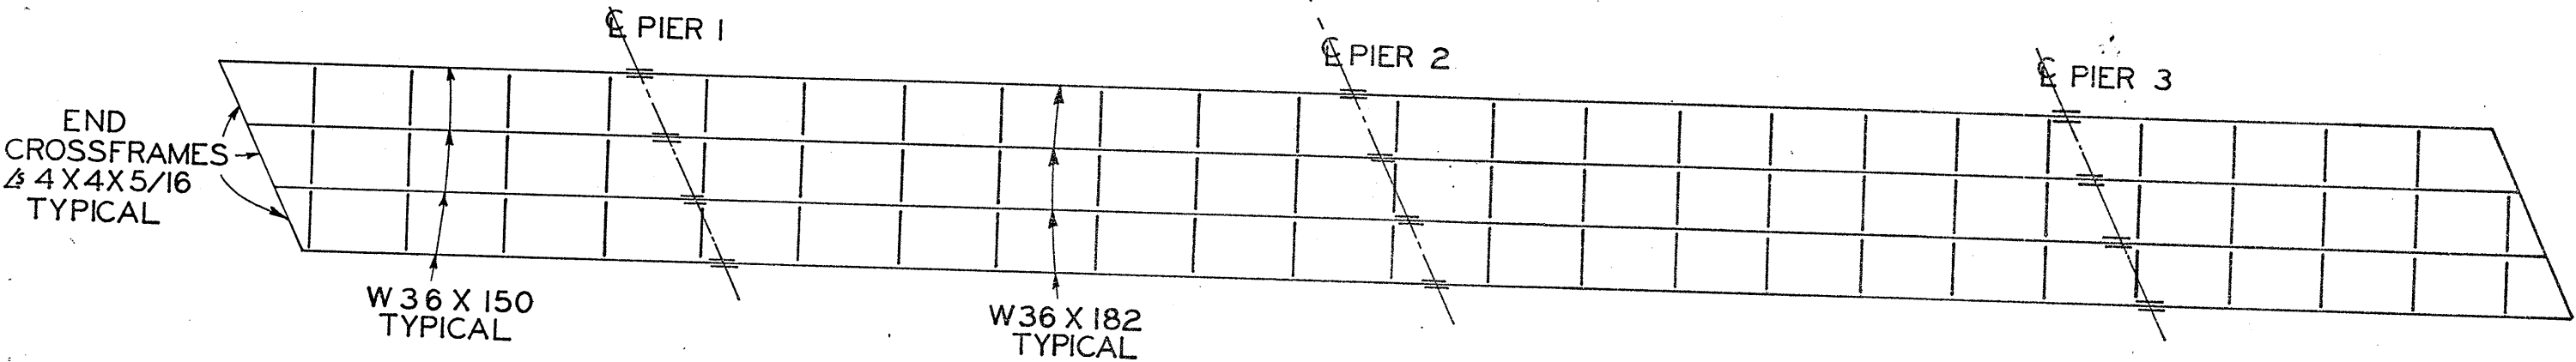 ℄ PIER 1
℄ PIER 2
℄ PIER 3
END
CROSSFRAMES
∠s 4 X 4 X 5/16
TYPICAL
W 36 X 150
TYPICAL
W 36 X 182
TYPICAL